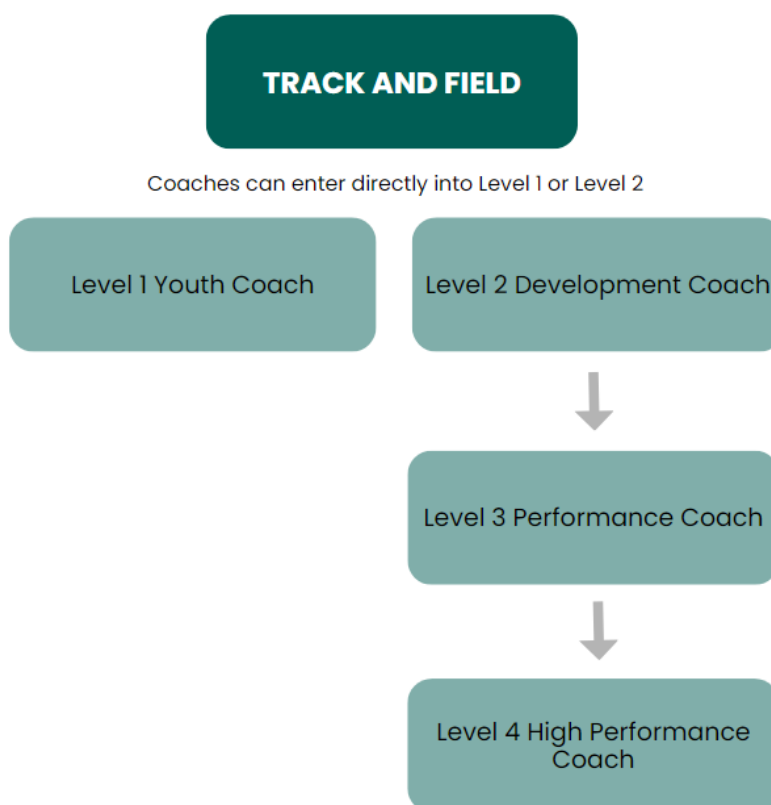 TRACK AND FIELD
Coaches can enter directly into Level 1 or Level 2
Level 1 Youth Coach
Level 2 Development Coach
Level 3 Performance Coach
Level 4 High Performance
Coach